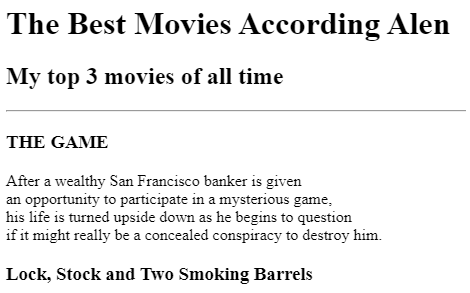 The Best Movies According Alen
My top 3 movies of all time
THE GAME
After a wealthy San Francisco banker is given
an opportunity to participate in a mysterious game,
his life is turned upside down as he begins to question
if it might really be a concealed conspiracy to destroy him.
Lock, Stock and Two Smoking Barrels